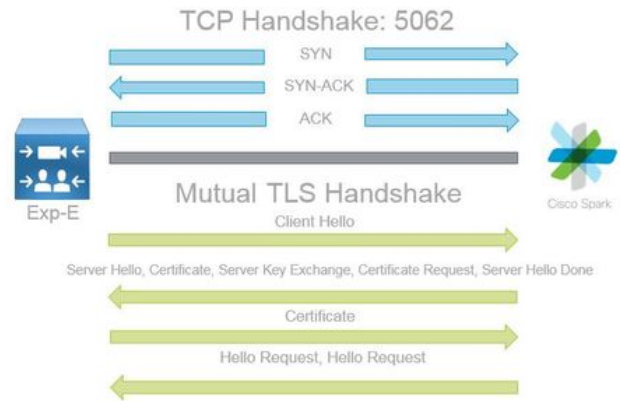 TCP Handshake: 5062
SYN
SYN-ACK
ACK
Exp-E
Cisco Spark
Mutual TLS Handshake
Client Hello
Server Hello, Certificate, Server Key Exchange, Certificate Request, Server Hello Done
Certificate
Hello Request, Hello Request